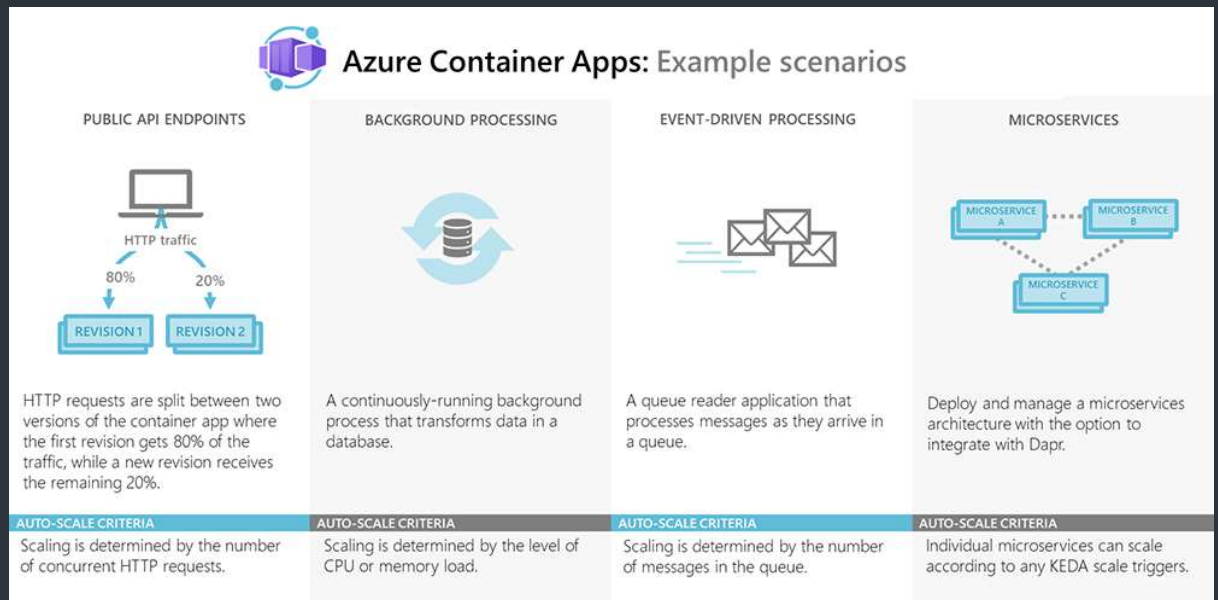 Azure Container Apps: Example scenarios
PUBLIC API ENDPOINTS
HTTP traffic
80%
20%
REVISION 1
REVISION 2
HTTP requests are split between two
versions of the container app where
the first revision gets 80% of the
traffic, while a new revision receives
the remaining 20%.
AUTO-SCALE CRITERIA
Scaling is determined by the number
of concurrent HTTP requests.
BACKGROUND PROCESSING
A continuously-running background
process that transforms data in a
database.
AUTO-SCALE CRITERIA
Scaling is determined by the level of
CPU or memory load.
EVENT-DRIVEN PROCESSING
A queue reader application that
processes messages as they arrive in
a queue.
AUTO-SCALE CRITERIA
Scaling is determined by the number
of messages in the queue.
MICROSERVICES
MICROSERVICE
A
MICROSERVICE
B
MICROSERVICE
C
Deploy and manage a microservices
architecture with the option to
integrate with Dapr.
AUTO-SCALE CRITERIA
Individual microservices can scale
according to any KEDA scale triggers.